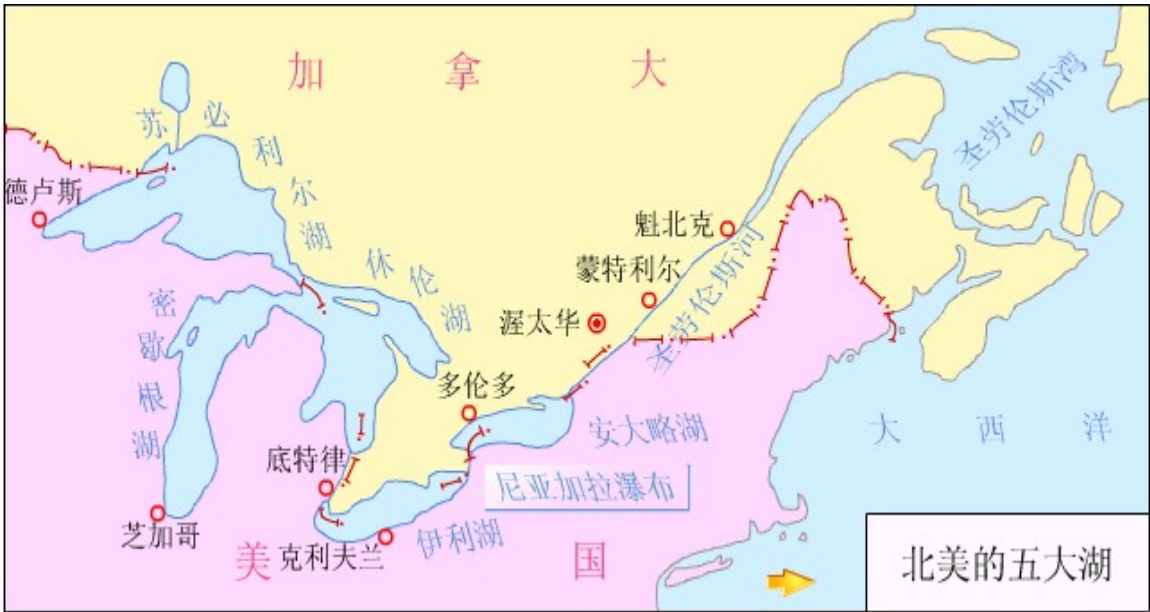 加拿大
苏必利尔湖
圣劳伦斯湾
德卢斯
魁北克
休伦湖
蒙特利尔
圣劳伦斯河
密歇根湖
渥太华
多伦多
安大略湖
大西洋
底特律
尼亚加拉瀑布
芝加哥
克利夫兰
伊利湖
美国
北美的五大湖